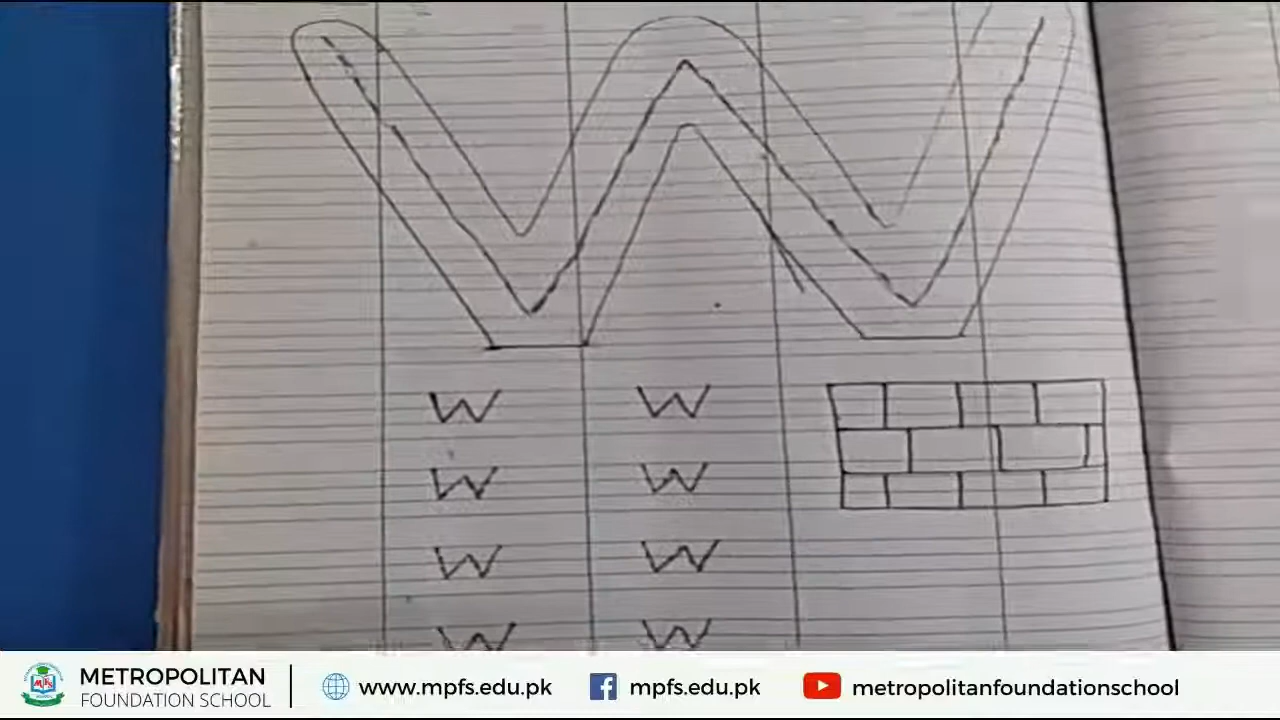 W
W W
W W
W W
W W
METROPOLITAN
FOUNDATION SCHOOL
www.mpfs.edu.pk
mpfs.edu.pk
metropolitanfoundationschool